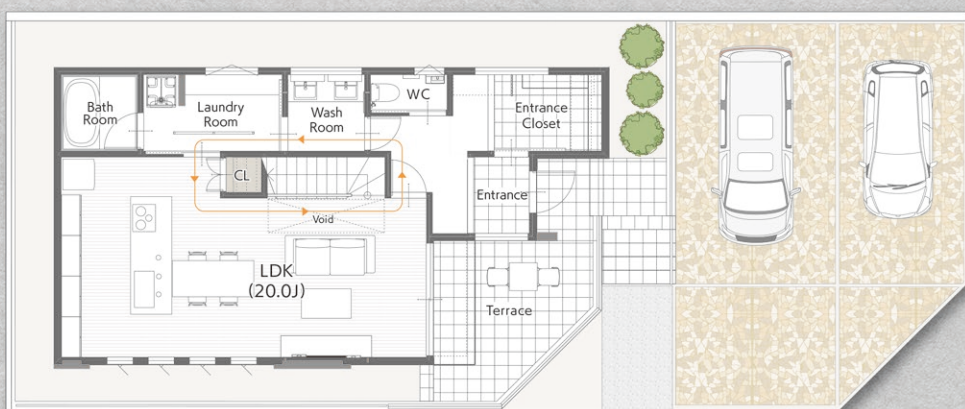 Bath
Room
Laundry
Room
Wash
Room
WC
Entrance
Closet
CL
Entrance
Void
LDK
(20.0J)
Terrace